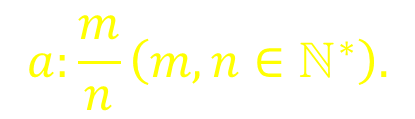 a: m/n (m, n ∈ ℕ*).